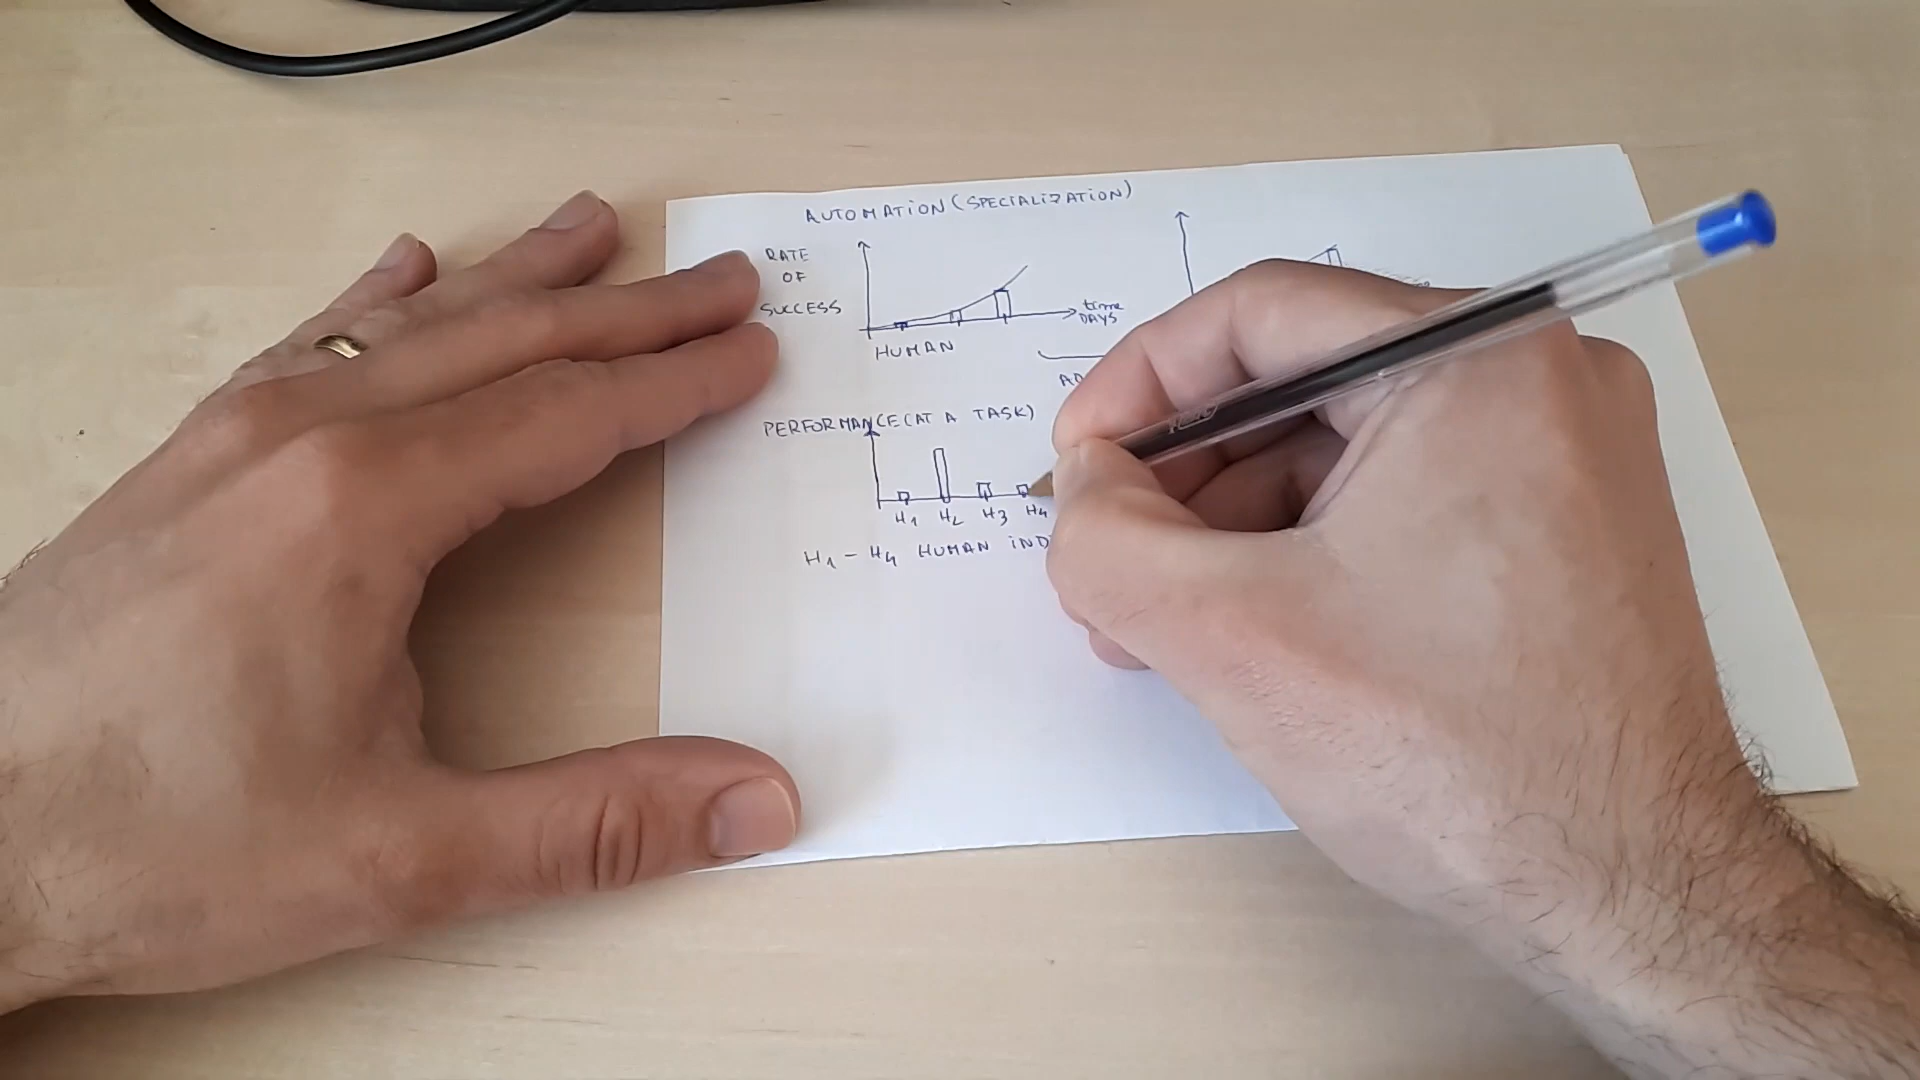 AUTOMATION (SPECIALIZATION)
RATE
OF
SUCCESS
time
DAYS
HUMAN
PERFORMANCE (AT A TASK)
H1 H2 H3 H4
H1 - H4 HUMAN